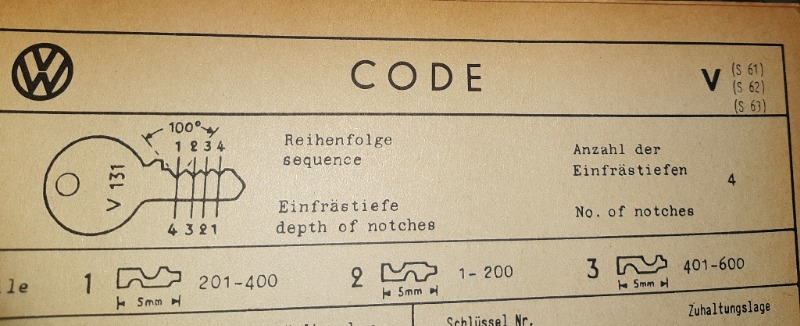 VW
CODE
V
(S 61)
(S 62)
(S 63)
100°
1 2 3 4
V 131
4 3 2 1
Reihenfolge
sequence
Einfrästiefe
depth of notches
Anzahl der
Einfrästiefen
4
No. of notches
1 201-400 2 1-200 3 401-600
5mm 5mm 5mm
Schlüssel Nr.
Zuhaltungslage